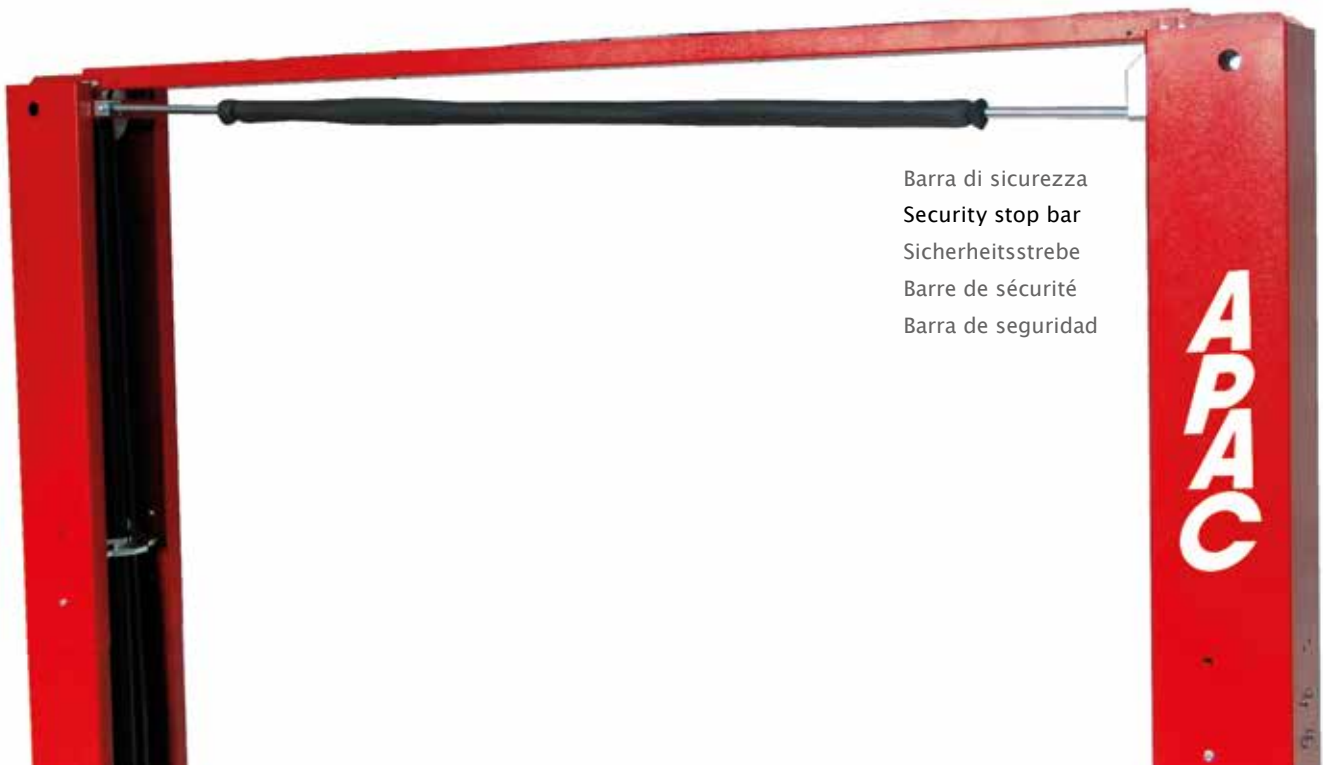 Barra di sicurezza
Security stop bar
Sicherheitsstrebe
Barre de sécurité
Barra de seguridad
APAC